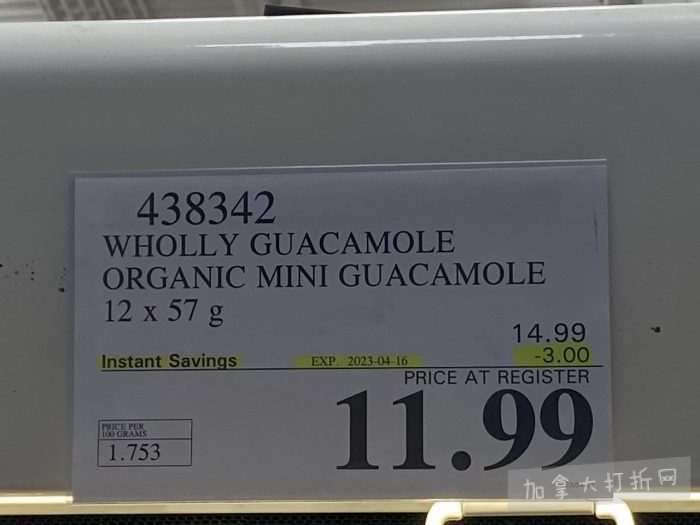 438342
WHOLLY GUACAMOLE
ORGANIC MINI GUACAMOLE
12 x 57 g
14.99
Instant Savings EXP. 2023-04-16 -3.00
PRICE AT REGISTER
11.99
PRICE PER
100 GRAMS
1.753
加拿大打折网